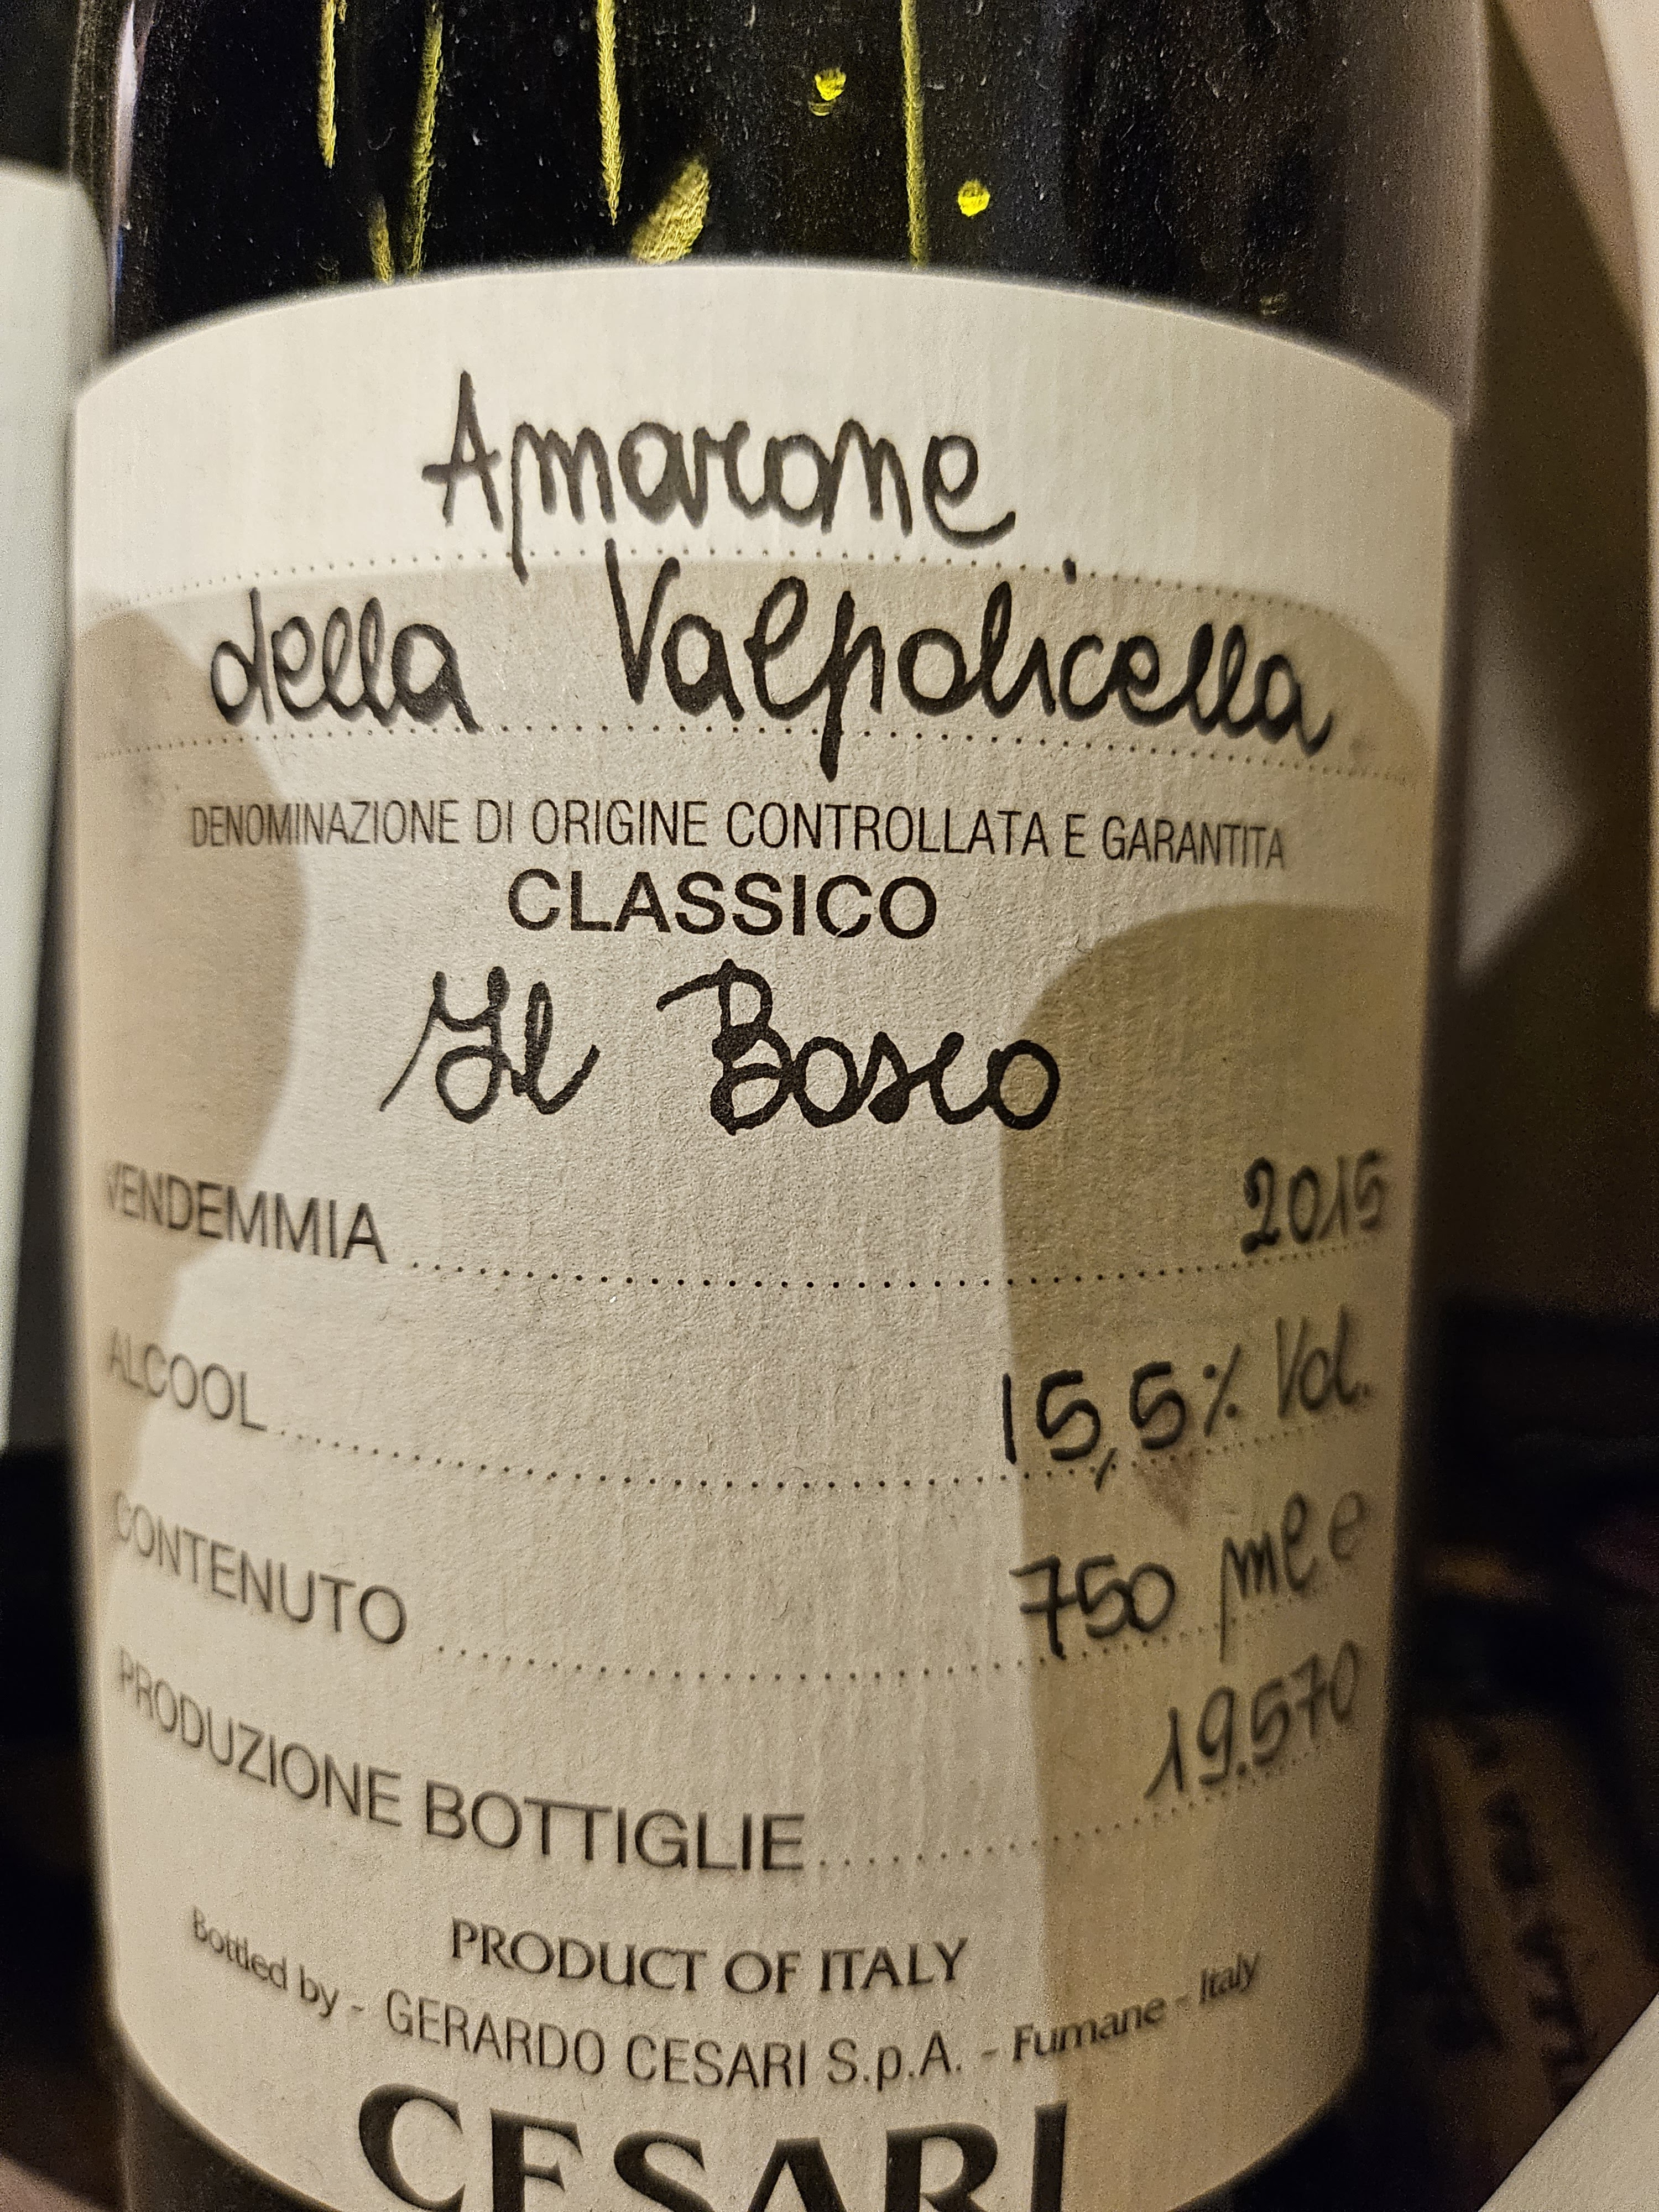 Amarone
della Valpolicella
DENOMINAZIONE DI ORIGINE CONTROLLATA E GARANTITA
CLASSICO
Il Bosco
VENDEMMIA 2015
ALCOOL 15,5% Vol.
CONTENUTO 750 ml e
PRODUZIONE BOTTIGLIE 19.570
PRODUCT OF ITALY
Bottled by - GERARDO CESARI S.p.A. - Fumane - Italy
CESARI